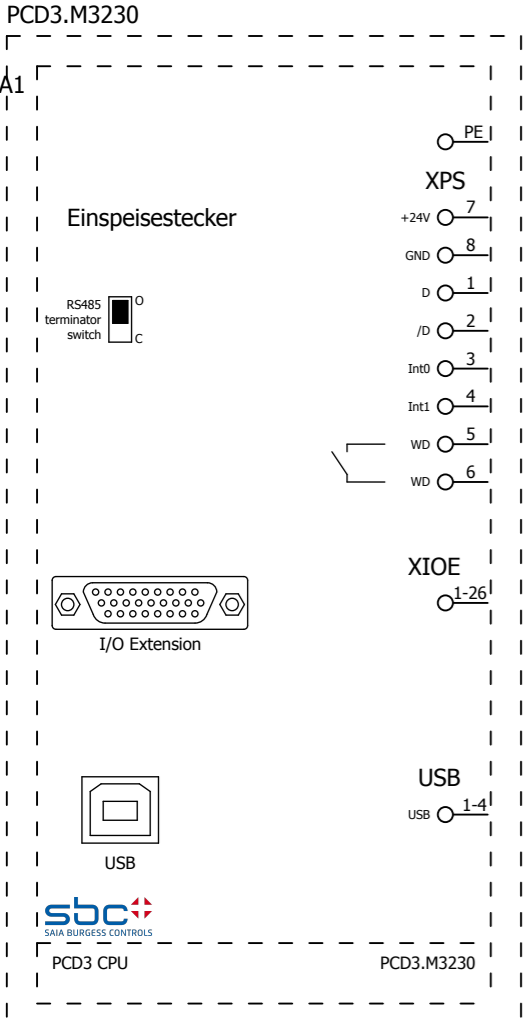 PCD3.M3230
A1
PE
XPS
Einspeisestecker
+24V 7
GND 8
D 1
/D 2
Int0 3
Int1 4
WD 5
WD 6
RS485
terminator
switch
O
C
XIOE
1-26
I/O Extension
USB
USB 1-4
USB
sbc
SAIA BURGESS CONTROLS
PCD3 CPU PCD3.M3230